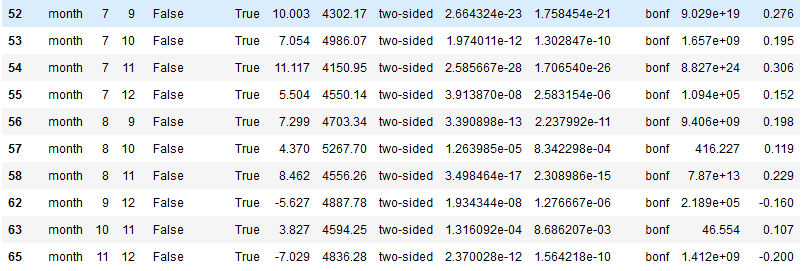 52 month 7 9 False True 10.003 4302.17 two-sided 2.664324e-23 1.758454e-21 bonf 9.029e+19 0.276
53 month 7 10 False True 7.054 4986.07 two-sided 1.974011e-12 1.302847e-10 bonf 1.657e+09 0.195
54 month 7 11 False True 11.117 4150.95 two-sided 2.585667e-28 1.706540e-26 bonf 8.827e+24 0.306
55 month 7 12 False True 5.504 4550.14 two-sided 3.913870e-08 2.583154e-06 bonf 1.094e+05 0.152
56 month 8 9 False True 7.299 4703.34 two-sided 3.390898e-13 2.237992e-11 bonf 9.406e+09 0.198
57 month 8 10 False True 4.370 5267.70 two-sided 1.263985e-05 8.342298e-04 bonf 416.227 0.119
58 month 8 11 False True 8.462 4556.26 two-sided 3.498464e-17 2.308986e-15 bonf 7.87e+13 0.229
62 month 9 12 False True -5.627 4887.78 two-sided 1.934344e-08 1.276667e-06 bonf 2.189e+05 -0.160
63 month 10 11 False True 3.827 4594.25 two-sided 1.316092e-04 8.686207e-03 bonf 46.554 0.107
65 month 11 12 False True -7.029 4836.28 two-sided 2.370028e-12 1.564218e-10 bonf 1.412e+09 -0.200